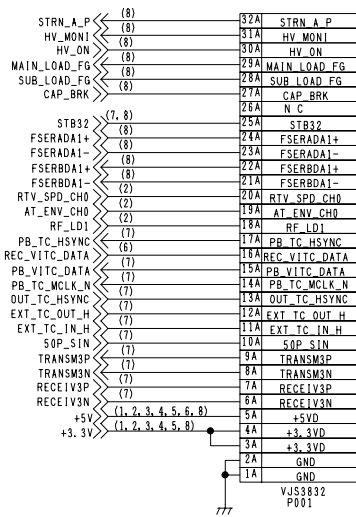 STRN_A_P (8) 32A STRN_A_P
HV_MONI (8) 31A HV_MONI
HV_ON (8) 30A HV_ON
MAIN_LOAD_FG (8) 29A MAIN_LOAD_FG
SUB_LOAD_FG (8) 28A SUB_LOAD_FG
CAP_BRK (8) 27A CAP_BRK
26A N C
STB32 (7, 8) 25A STB32
FSERADA1+ (8) 24A FSERADA1+
FSERADA1- (8) 23A FSERADA1-
FSERBDA1+ (8) 22A FSERBDA1+
FSERBDA1- (8) 21A FSERBDA1-
RTV_SPD_CH0 (2) 20A RTV_SPD_CH0
AT_ENV_CH0 (2) 19A AT_ENV_CH0
RF_LD1 (2) 18A RF_LD1
PB_TC_HSYNC (7) 17A PB_TC_HSYNC
REC_VITC_DATA (6) 16A REC_VITC_DATA
PB_VITC_DATA (7) 15A PB_VITC_DATA
PB_TC_MCLK_N (7) 14A PB_TC_MCLK_N
OUT_TC_HSYNC (7) 13A OUT_TC_HSYNC
EXT_TC_OUT_H (7) 12A EXT TC OUT H
EXT_TC_IN_H (7) 11A EXT_TC_IN_H
50P_SIN (7) 10A 50P_SIN
TRANSM3P (7) 9A TRANSM3P
TRANSM3N (7) 8A TRANSM3N
RECEIV3P (7) 7A RECEIV3P
RECEIV3N (7) 6A RECEIV3N
+5V (1, 2, 3, 4, 5, 6, 8) 5A +5VD
+3.3V (1, 2, 3, 4, 5, 8) 4A +3.3VD
3A +3.3VD
2A GND
1A GND
VJS3832
P001